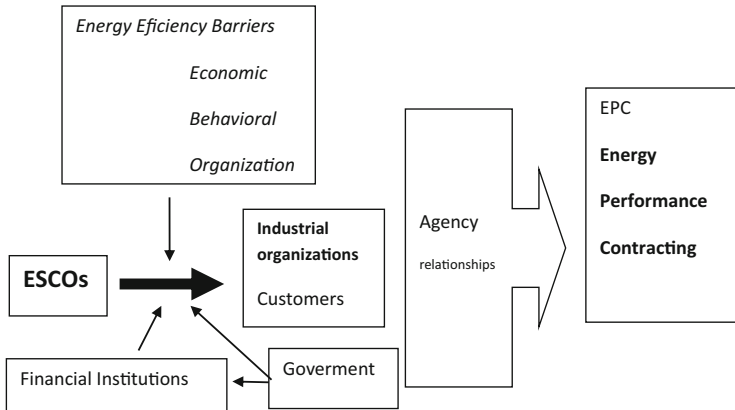 Energy Eficiency Barriers
Economic
Behavioral
Organization
ESCOs
Industrial
organizations
Customers
Financial Institutions
Goverment
Agency
relationships
EPC
Energy
Performance
Contracting